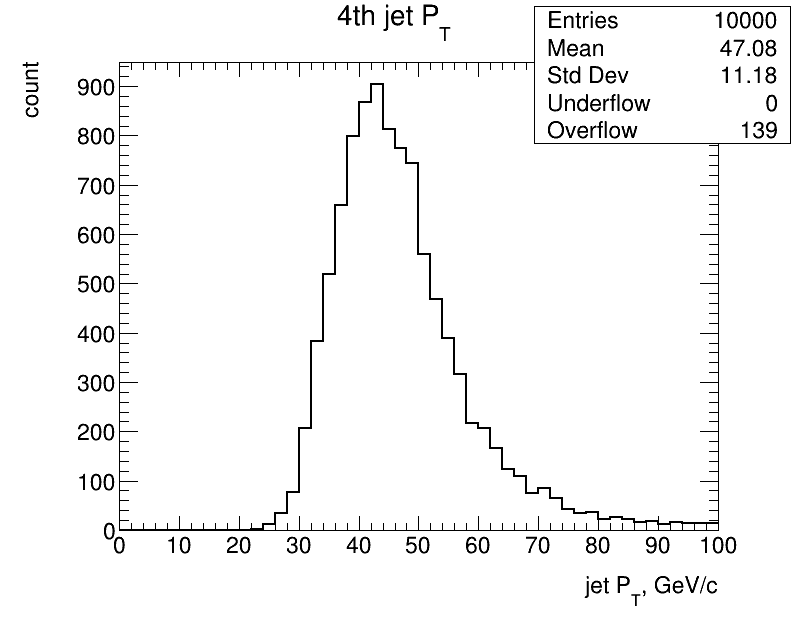 4th jet P_T
Entries 10000
Mean 47.08
Std Dev 11.18
Underflow 0
Overflow 139
count
900
800
700
600
500
400
300
200
100
0
0 10 20 30 40 50 60 70 80 90 100
jet P_T, GeV/c